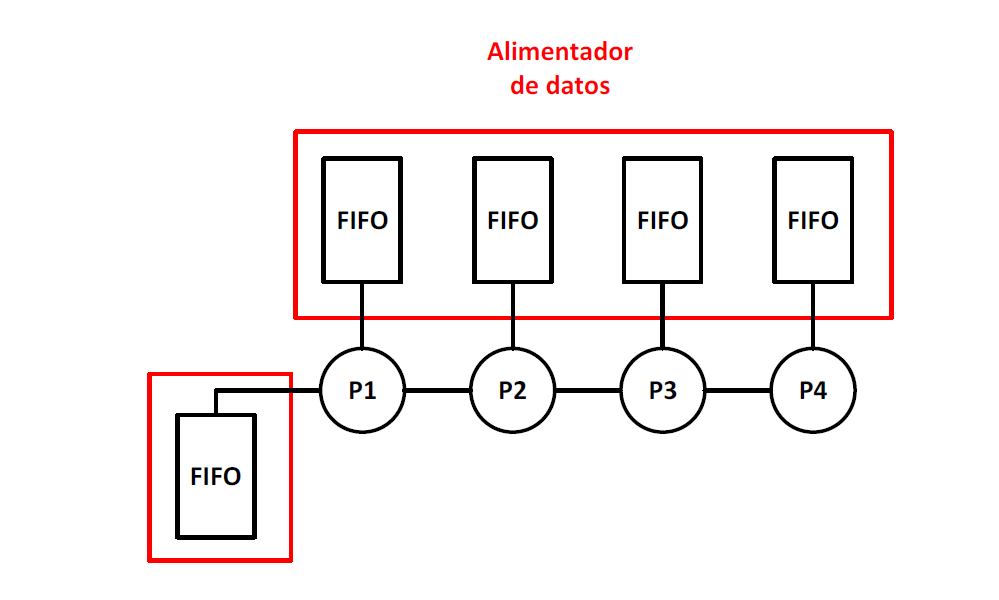 Alimentador
de datos
FIFO FIFO FIFO FIFO
P1 P2 P3 P4
FIFO